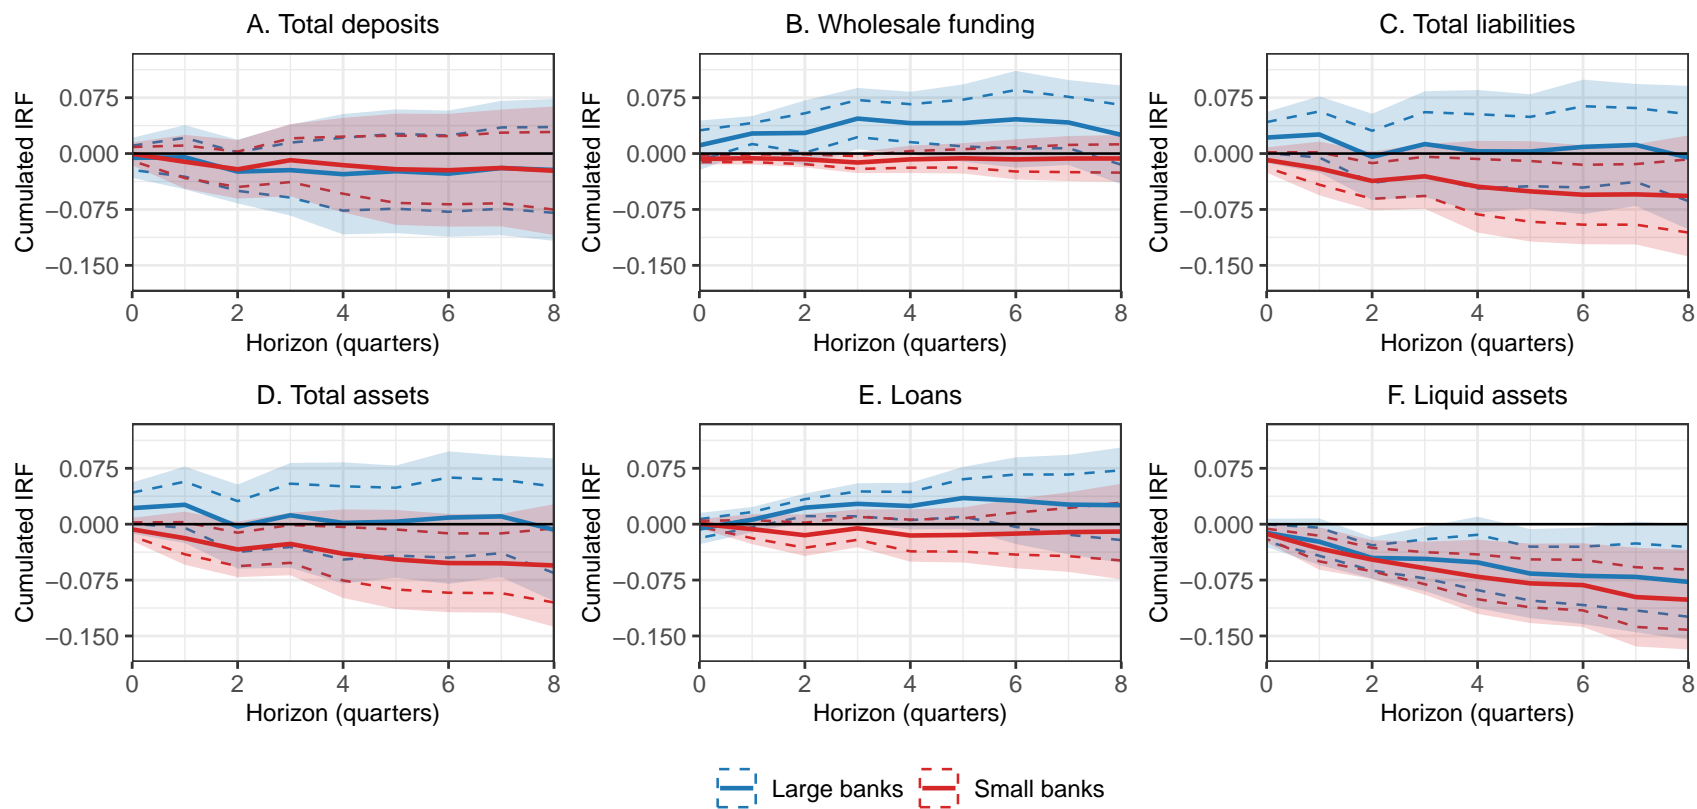 A. Total deposits
Cumulated IRF
0.075
0.000
−0.075
−0.150
0 2 4 6 8
Horizon (quarters)
B. Wholesale funding
Cumulated IRF
0.075
0.000
−0.075
−0.150
0 2 4 6 8
Horizon (quarters)
C. Total liabilities
Cumulated IRF
0.075
0.000
−0.075
−0.150
0 2 4 6 8
Horizon (quarters)
D. Total assets
Cumulated IRF
0.075
0.000
−0.075
−0.150
0 2 4 6 8
Horizon (quarters)
E. Loans
Cumulated IRF
0.075
0.000
−0.075
−0.150
0 2 4 6 8
Horizon (quarters)
F. Liquid assets
Cumulated IRF
0.075
0.000
−0.075
−0.150
0 2 4 6 8
Horizon (quarters)
Large banks Small banks